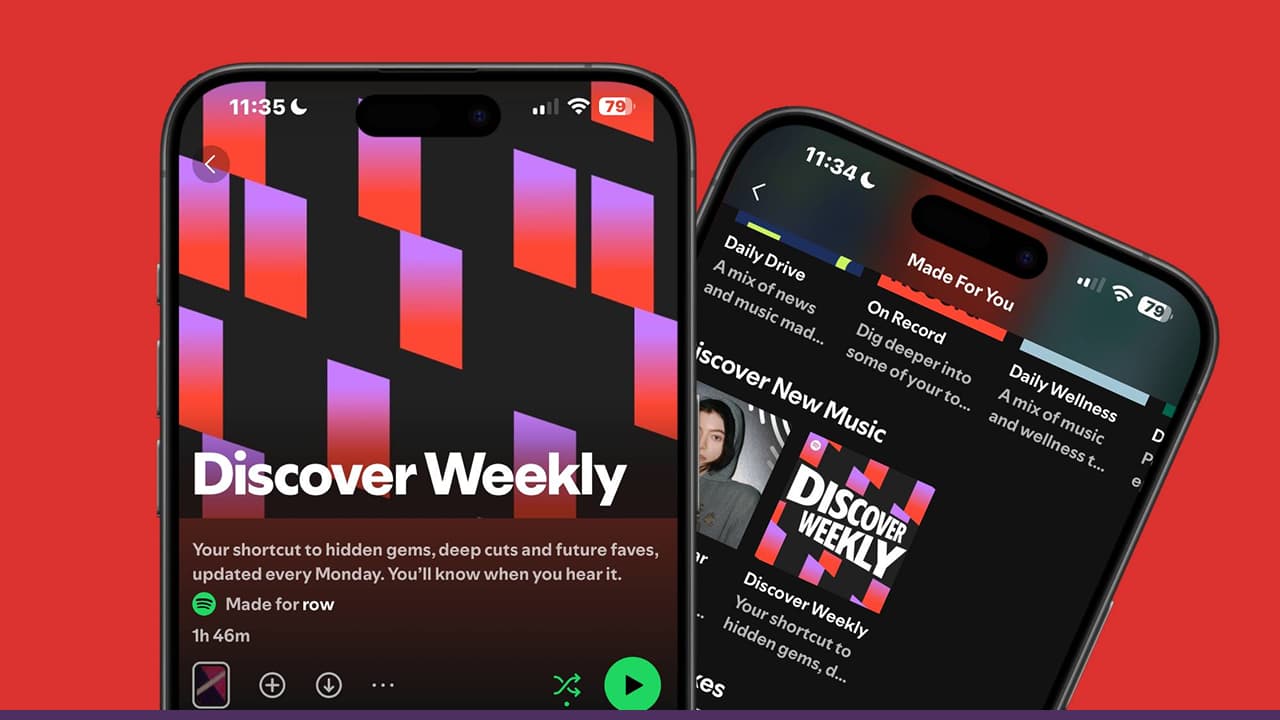 11:35
79
Discover Weekly
Your shortcut to hidden gems, deep cuts and future faves,
updated every Monday. You'll know when you hear it.
Made for row
1h 46m
11:34
79
Made For You
Daily Drive
A mix of news
and music mad...
On Record
Dig deeper into
some of your to...
Daily Wellness
A mix of music
and wellness t...
D
P
e
iscover New Music
DISCOVER
WEEKLY
ar
...
Discover Weekly
Your shortcut to
hidden gems, d...
xes